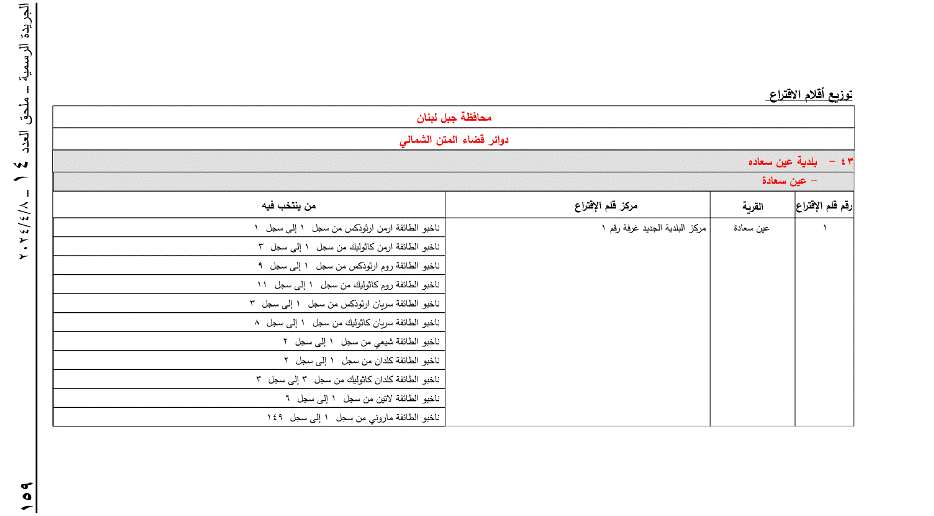 الجريدة الرسمية – ملحق العدد ١٤ – ٢٠٢٤/٤/٨
توزيع أقلام الاقتراع
محافظة جبل لبنان
دوائر قضاء المتن الشمالي
٤٣ - بلدية عين سعاده
- عين سعادة
رقم قلم الإقتراع القرية مركز قلم الإقتراع من ينتخب فيه
١ عين سعادة مركز البلدية الجديد غرفة رقم ١ ناخبو الطائفة ارمن ارثوذكس من سجل ١ إلى سجل ١
ناخبو الطائفة ارمن كاثوليك من سجل ١ إلى سجل ٣
ناخبو الطائفة روم ارثوذكس من سجل ١ إلى سجل ٩
ناخبو الطائفة روم كاثوليك من سجل ١ إلى سجل ١١
ناخبو الطائفة سريان ارثوذكس من سجل ١ إلى سجل ٣
ناخبو الطائفة سريان كاثوليك من سجل ١ إلى سجل ٨
ناخبو الطائفة شيعي من سجل ١ إلى سجل ٢
ناخبو الطائفة كلدان من سجل ١ إلى سجل ٢
ناخبو الطائفة كلدان كاثوليك من سجل ٣ إلى سجل ٣
ناخبو الطائفة لاتين من سجل ١ إلى سجل ٦
ناخبو الطائفة ماروني من سجل ١ إلى سجل ١٤٩
١٥٩